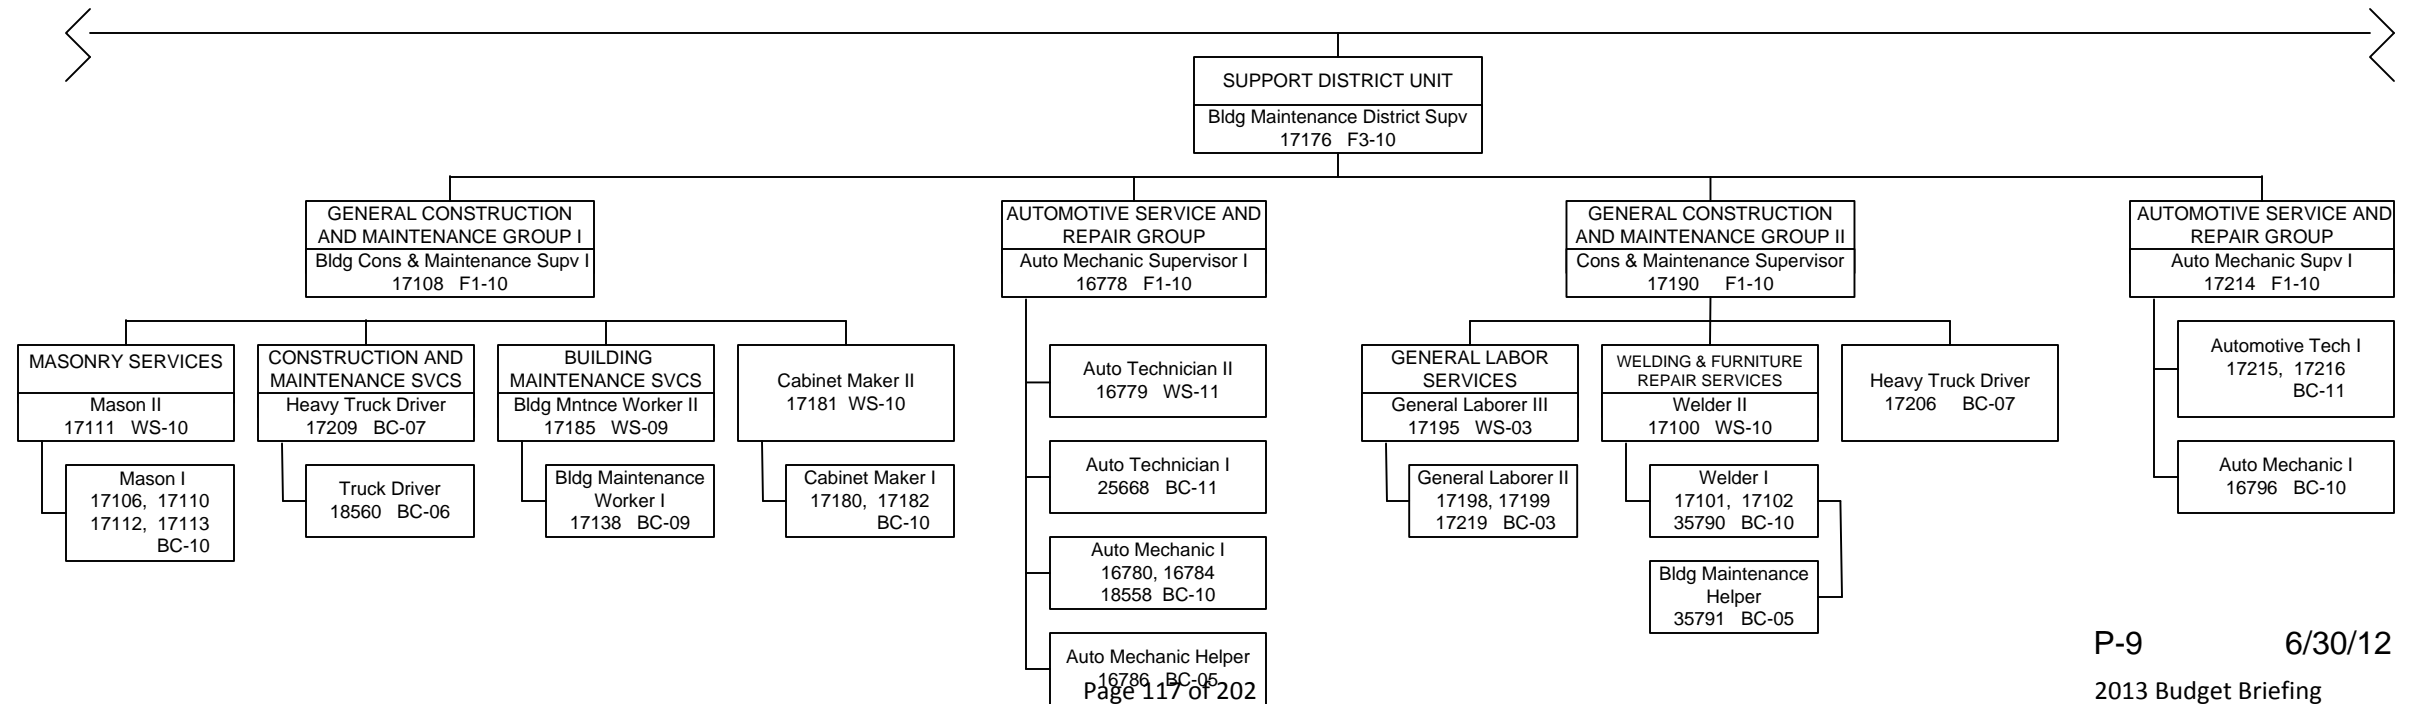 SUPPORT DISTRICT UNIT
Bldg Maintenance District Supv
17176 F3-10
GENERAL CONSTRUCTION
AND MAINTENANCE GROUP I
Bldg Cons & Maintenance Supv I
17108 F1-10
AUTOMOTIVE SERVICE AND
REPAIR GROUP
Auto Mechanic Supervisor I
16778 F1-10
GENERAL CONSTRUCTION
AND MAINTENANCE GROUP II
Cons & Maintenance Supervisor
17190 F1-10
AUTOMOTIVE SERVICE AND
REPAIR GROUP
Auto Mechanic Supv I
17214 F1-10
MASONRY SERVICES
Mason II
17111 WS-10
Mason I
17106, 17110
17112, 17113
BC-10
CONSTRUCTION AND
MAINTENANCE SVCS
Heavy Truck Driver
17209 BC-07
Truck Driver
18560 BC-06
BUILDING
MAINTENANCE SVCS
Bldg Mntnce Worker II
17185 WS-09
Bldg Maintenance
Worker I
17138 BC-09
Cabinet Maker II
17181 WS-10
Cabinet Maker I
17180, 17182
BC-10
Auto Technician II
16779 WS-11
Auto Technician I
25668 BC-11
Auto Mechanic I
16780, 16784
18558 BC-10
Auto Mechanic Helper
16786 BC-05
GENERAL LABOR
SERVICES
General Laborer III
17195 WS-03
General Laborer II
17198, 17199
17219 BC-03
WELDING & FURNITURE
REPAIR SERVICES
Welder II
17100 WS-10
Welder I
17101, 17102
35790 BC-10
Bldg Maintenance
Helper
35791 BC-05
Heavy Truck Driver
17206 BC-07
Automotive Tech I
17215, 17216
BC-11
Auto Mechanic I
16796 BC-10
P-9 6/30/12
Page 117 of 202
2013 Budget Briefing